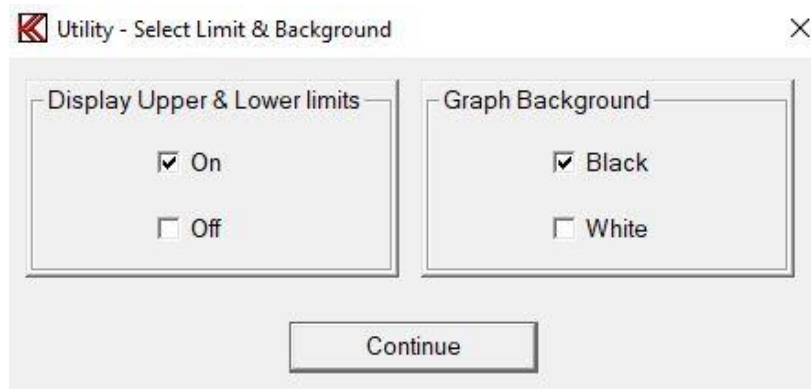 Utility - Select Limit & Background
Display Upper & Lower limits
On
Off
Graph Background
Black
White
Continue